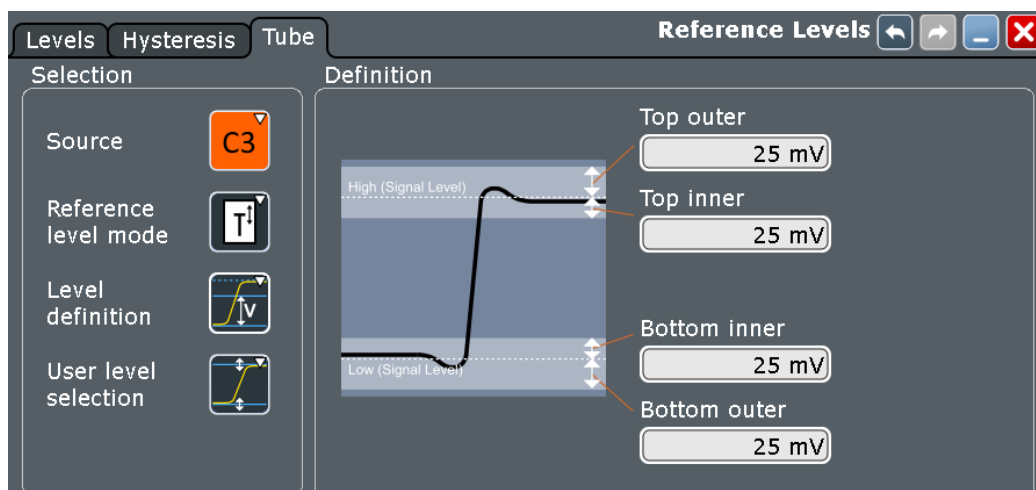 Levels
Hysteresis
Tube
Reference Levels
Selection
Source
C3
Reference
level mode
T
Level
definition
V
User level
selection
Definition
High (Signal Level)
Low (Signal Level)
Top outer
25 mV
Top inner
25 mV
Bottom inner
25 mV
Bottom outer
25 mV